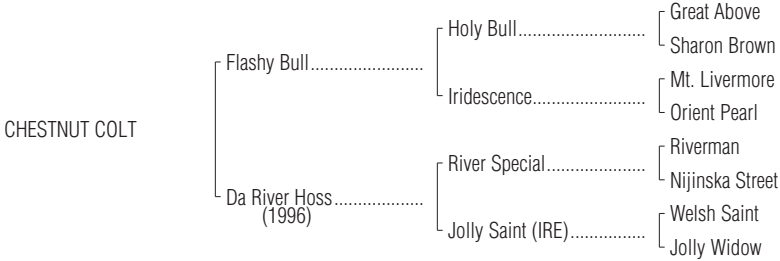 Great Above
Holy Bull..............................
Sharon Brown
Flashy Bull...........................
Mt. Livermore
Iridescence...........................
Orient Pearl
CHESTNUT COLT
Riverman
River Special.......................
Nijinska Street
Da River Hoss.....................
(1996)
Welsh Saint
Jolly Saint (IRE).................
Jolly Widow